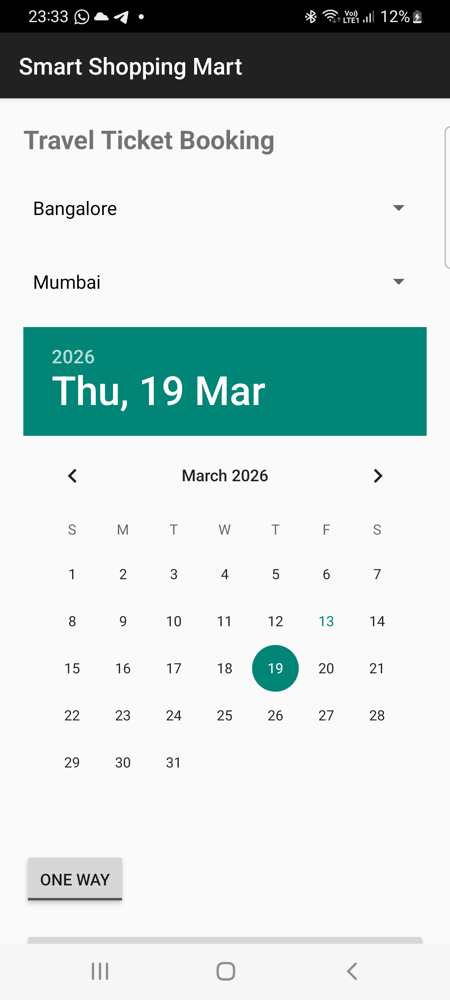 23:33 Vo)) LTE1 12%
Smart Shopping Mart
Travel Ticket Booking
Bangalore
Mumbai
2026
Thu, 19 Mar
March 2026
S M T W T F S
1 2 3 4 5 6 7
8 9 10 11 12 13 14
15 16 17 18 19 20 21
22 23 24 25 26 27 28
29 30 31
ONE WAY